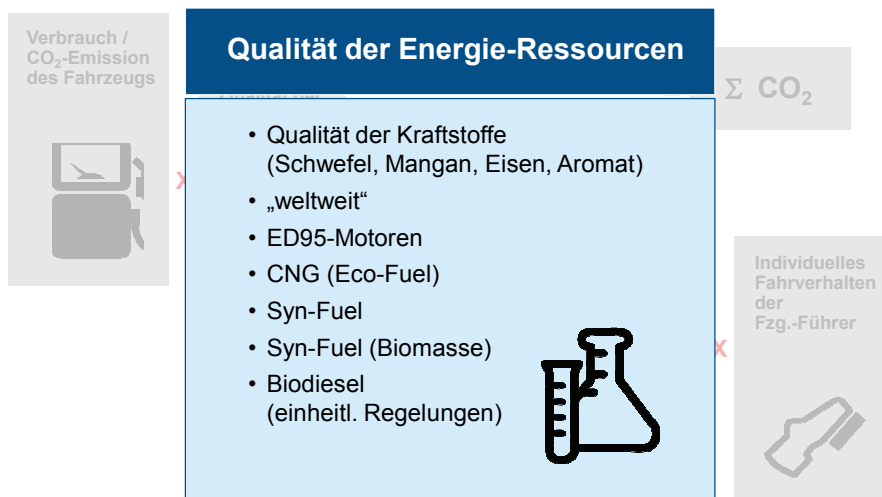 Verbrauch /
CO₂-Emission
des Fahrzeugs
Qualität der Energie-Ressourcen
Σ CO₂
• Qualität der Kraftstoffe
(Schwefel, Mangan, Eisen, Aromat)
• „weltweit“
• ED95-Motoren
• CNG (Eco-Fuel)
• Syn-Fuel
• Syn-Fuel (Biomasse)
• Biodiesel
(einheitl. Regelungen)
X
X
Individuelles
Fahrverhalten
der
Fzg.-Führer